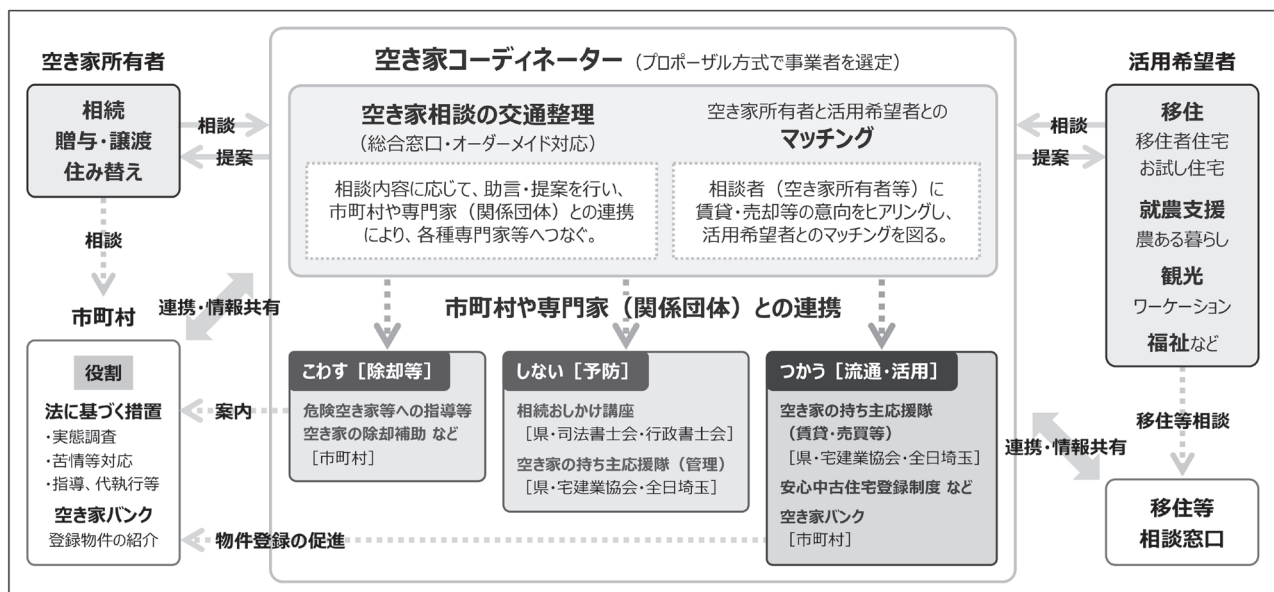 空き家所有者
相続
贈与・譲渡
住み替え
相談
提案
相談
市町村
役割
法に基づく措置
・実態調査
・苦情等対応
・指導、代執行等
空き家バンク
登録物件の紹介
連携・情報共有
案内
物件登録の促進
空き家コーディネーター（プロポーザル方式で事業者を選定）
空き家相談の交通整理
（総合窓口・オーダーメイド対応）
相談内容に応じて、助言・提案を行い、
市町村や専門家（関係団体）との連携
により、各種専門家等へつなぐ。
空き家所有者と活用希望者との
マッチング
相談者（空き家所有者等）に
賃貸・売却等の意向をヒアリングし、
活用希望者とのマッチングを図る。
市町村や専門家（関係団体）との連携
こわす［除却等］
危険空き家等への指導等
空き家の除却補助 など
［市町村］
しない［予防］
相続おしかけ講座
［県・司法書士会・行政書士会］
空き家の持ち主応援隊（管理）
［県・宅建業協会・全日埼玉］
つかう［流通・活用］
空き家の持ち主応援隊
（賃貸・売買等）
［県・宅建業協会・全日埼玉］
安心中古住宅登録制度 など
空き家バンク
［市町村］
活用希望者
相談
提案
移住
移住者住宅
お試し住宅
就農支援
農ある暮らし
観光
ワーケーション
福祉など
移住等相談
連携・情報共有
移住等
相談窓口